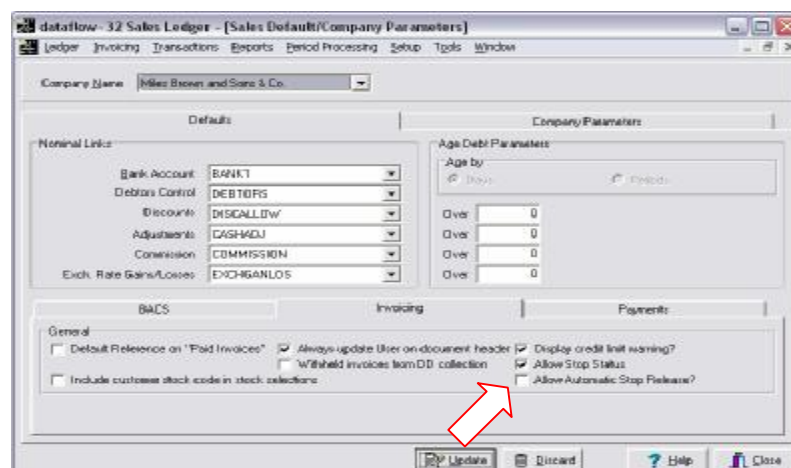 dataflow- 32 Sales Ledger - [Sales Default/Company Parameters]
Ledger Invoicing Transactions Reports Period Processing Setup Tools Window
Company Name Miles Brown and Sons & Co.
Defaults Company Parameters
Nominal Links Age Debt Parameters
Age by
Bank Account BANK1 Days Periods
Debtors Control DEBTORS
Discounts DISCALLOW Over 0
Adjustments CASHADJ Over 0
Commission COMMISSION Over 0
Exch. Rate Gains/Losses EXCHGANLOS Over 0
BACS Invoicing Payments
General
Default Reference on "Paid Invoices" Always update User on document header Display credit limit warning?
Withheld invoices from DD collection Allow Stop Status
Include customer stock code in stock selections Allow Automatic Stop Release?
Update Discard Help Close